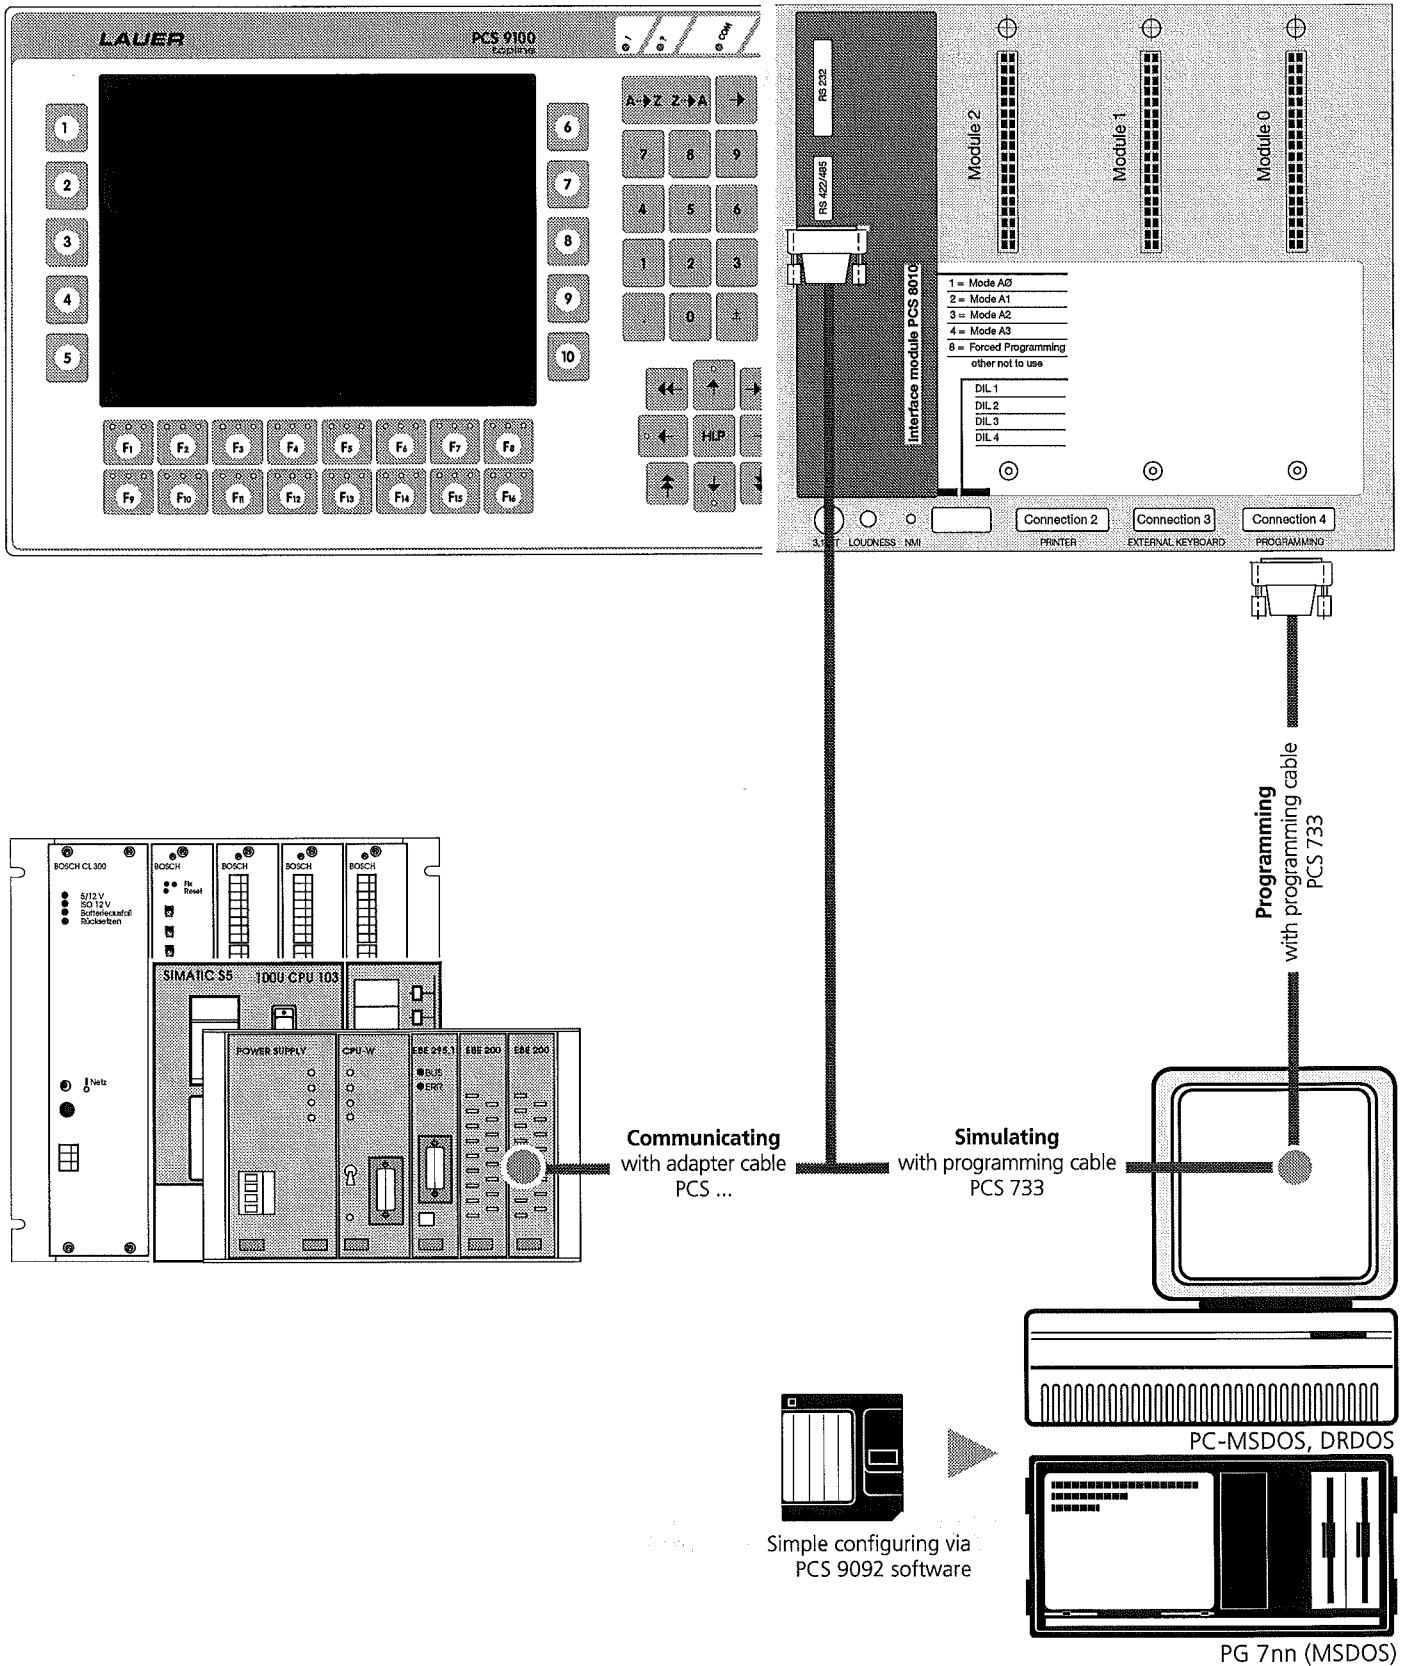 LAUER
PCS 9100
topline
!
?
COM
1
2
3
4
5
6
7
8
9
10
A→Z Z→A →
7 8 9
4 5 6
1 2 3
0 ±
HLP
F1 F2 F3 F4 F5 F6 F7 F8
F9 F10 F11 F12 F13 F14 F15 F16
RS 232
RS 422/485
Interface module PCS 8010
Module 2
Module 1
Module 0
1 = Mode AØ
2 = Mode A1
3 = Mode A2
4 = Mode A3
8 = Forced Programming
other not to use
DIL 1
DIL 2
DIL 3
DIL 4
Connection 2
Connection 3
Connection 4
LOUDNESS
NMI
PRINTER
EXTERNAL KEYBOARD
PROGRAMMING
Programming
with programming cable
PCS 733
BOSCH CL 300
5/12 V
ISO 12 V
Batterieausfall
Rücksetzen
Netz
BOSCH
Fix
Reset
BOSCH
BOSCH
BOSCH
SIMATIC S5
100U CPU 103
POWER SUPPLY
CPU-W
EBE 295.1
BUS
ERR
EBE 200
EBE 200
Communicating
with adapter cable
PCS ...
Simulating
with programming cable
PCS 733
PC-MSDOS, DRDOS
Simple configuring via
PCS 9092 software
PG 7nn (MSDOS)